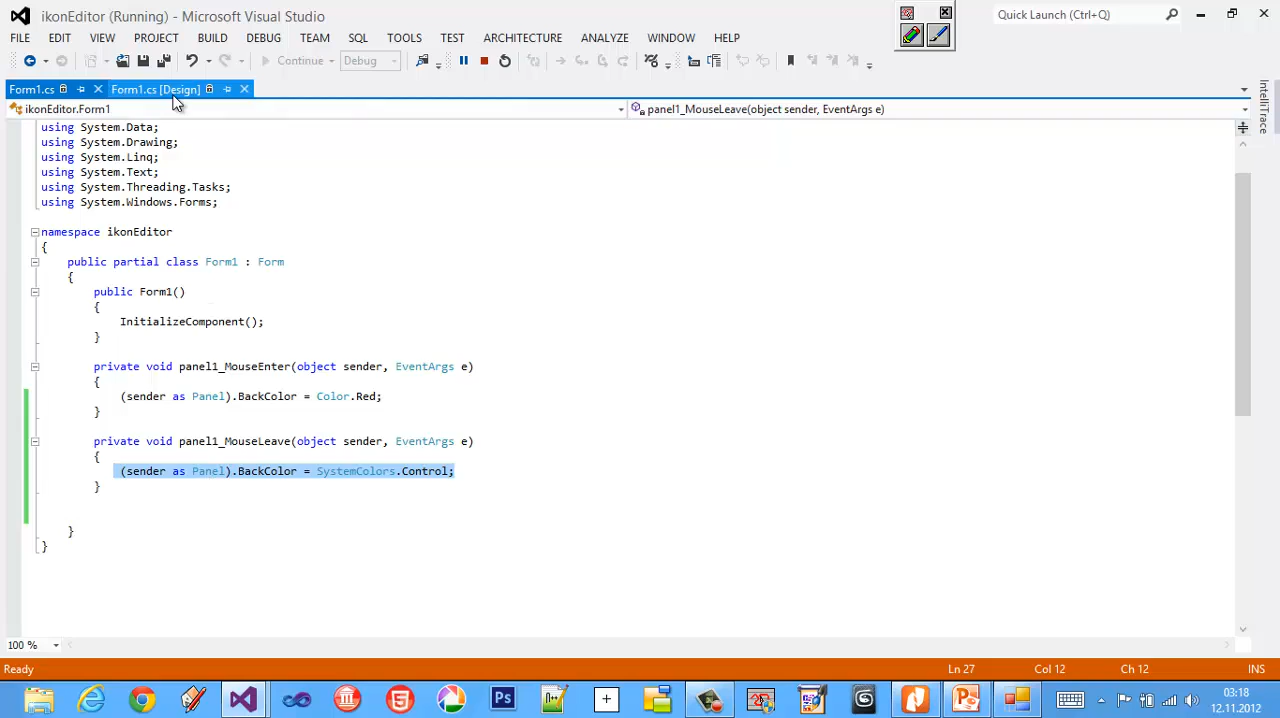 ikonEditor (Running) - Microsoft Visual Studio
Quick Launch (Ctrl+Q)
FILE EDIT VIEW PROJECT BUILD DEBUG TEAM SQL TOOLS TEST ARCHITECTURE ANALYZE WINDOW HELP
Continue Debug
Form1.cs Form1.cs [Design]
ikonEditor.Form1 panel1_MouseLeave(object sender, EventArgs e)
IntelliTrace
using System.Data;
using System.Drawing;
using System.Linq;
using System.Text;
using System.Threading.Tasks;
using System.Windows.Forms;
namespace ikonEditor
{
public partial class Form1 : Form
{
public Form1()
{
InitializeComponent();
}
private void panel1_MouseEnter(object sender, EventArgs e)
{
(sender as Panel).BackColor = Color.Red;
}
private void panel1_MouseLeave(object sender, EventArgs e)
{
(sender as Panel).BackColor = SystemColors.Control;
}
}
}
100 %
Ready Ln 27 Col 12 Ch 12 INS
03:18
12.11.2012